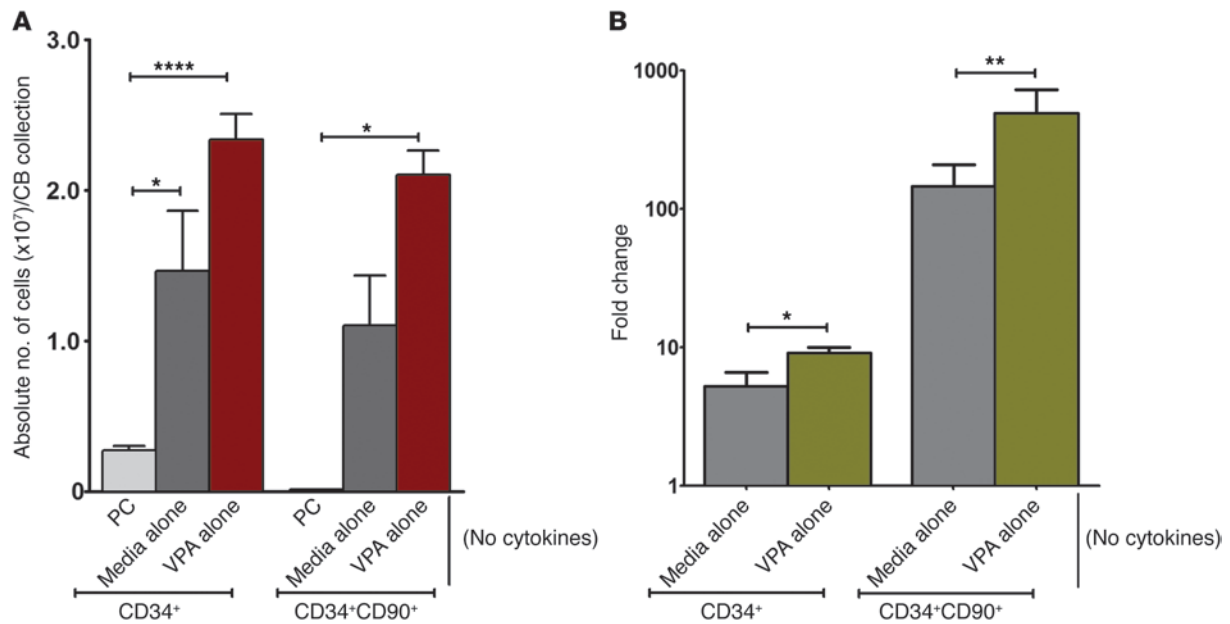 A
Absolute no. of cells (x10⁷)/CB collection
3.0
2.0
1.0
0
****
*
*
PC
Media alone
VPA alone
PC
Media alone
VPA alone
(No cytokines)
CD34⁺
CD34⁺CD90⁺
B
Fold change
1000
100
10
1
*
**
Media alone
VPA alone
Media alone
VPA alone
(No cytokines)
CD34⁺
CD34⁺CD90⁺